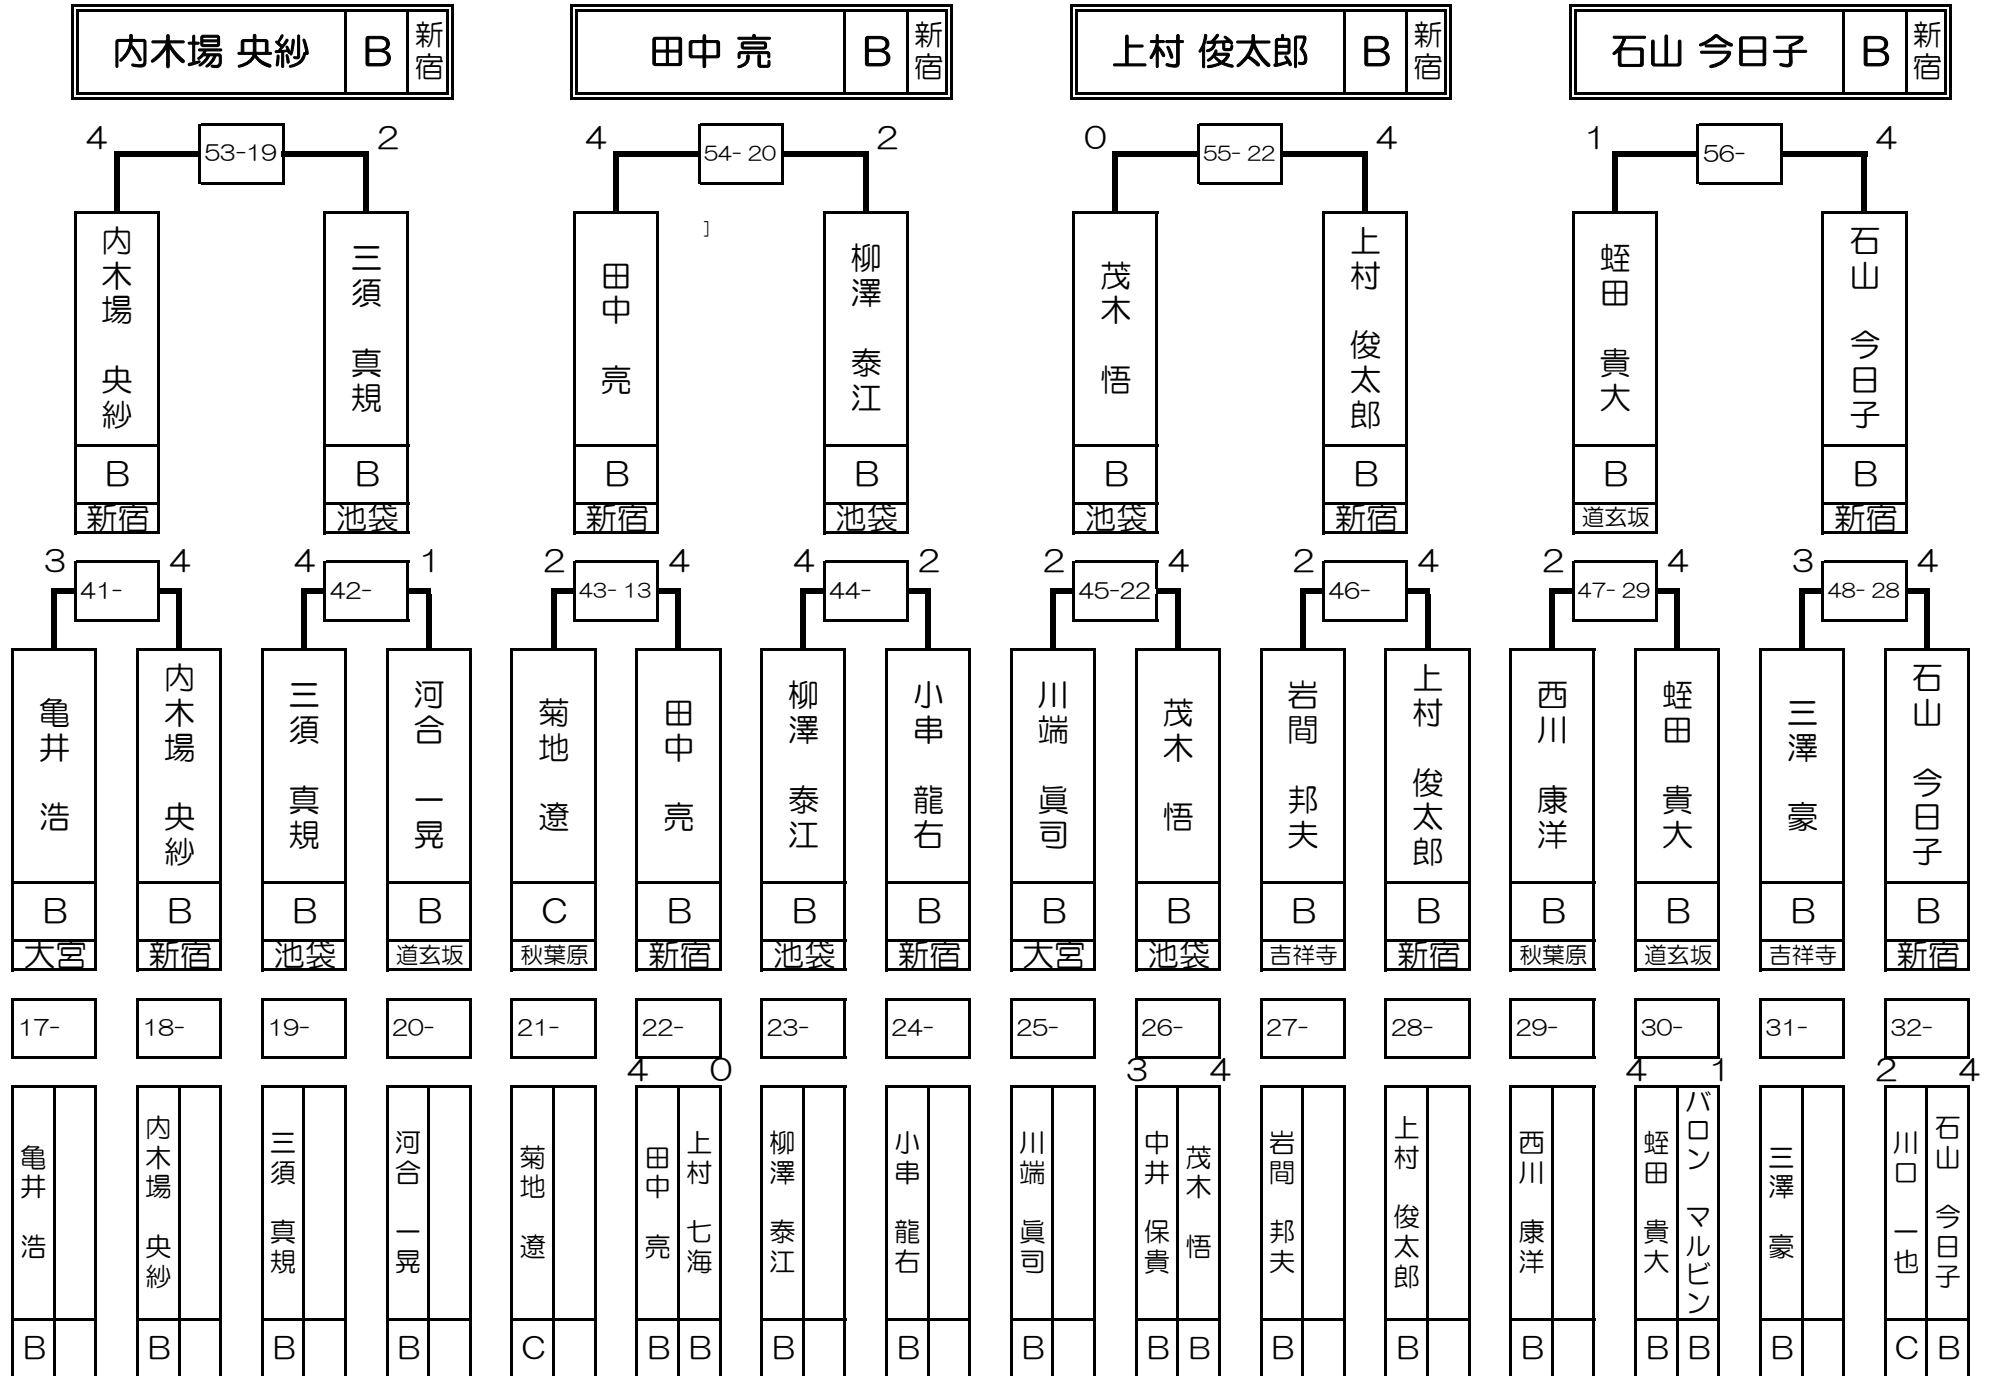 内木場 央紗 B 新宿
田中 亮 B 新宿
上村 俊太郎 B 新宿
石山 今日子 B 新宿
4 53-19 2
4 54- 20 2
0 55- 22 4
1 56- 4
内木場 央紗 B 新宿
三須 真規 B 池袋
田中 亮 B 新宿
]
柳澤 泰江 B 池袋
茂木 悟 B 池袋
上村 俊太郎 B 新宿
蛭田 貴大 B 道玄坂
石山 今日子 B 新宿
3 41- 4
4 42- 1
2 43- 13 4
4 44- 2
2 45-22 4
2 46- 4
2 47- 29 4
3 48- 28 4
亀井 浩 B 大宮
内木場 央紗 B 新宿
三須 真規 B 池袋
河合 一晃 B 道玄坂
菊地 遼 C 秋葉原
田中 亮 B 新宿
柳澤 泰江 B 池袋
小串 龍右 B 新宿
川端 眞司 B 大宮
茂木 悟 B 池袋
岩間 邦夫 B 吉祥寺
上村 俊太郎 B 新宿
西川 康洋 B 秋葉原
蛭田 貴大 B 道玄坂
三澤 豪 B 吉祥寺
石山 今日子 B 新宿
17- 18- 19- 20- 21- 22- 23- 24- 25- 26- 27- 28- 29- 30- 31- 32-
4 0 3 4 4 1 2 4
亀井 浩 B
内木場 央紗 B
三須 真規 B
河合 一晃 B
菊地 遼 C
田中 亮 B
上村 七海 B
柳澤 泰江 B
小串 龍右 B
川端 眞司 B
中井 保貴 B
茂木 悟 B
岩間 邦夫 B
上村 俊太郎 B
西川 康洋 B
蛭田 貴大 B
バロン マルビン B
三澤 豪 B
川口 一也 C
石山 今日子 B